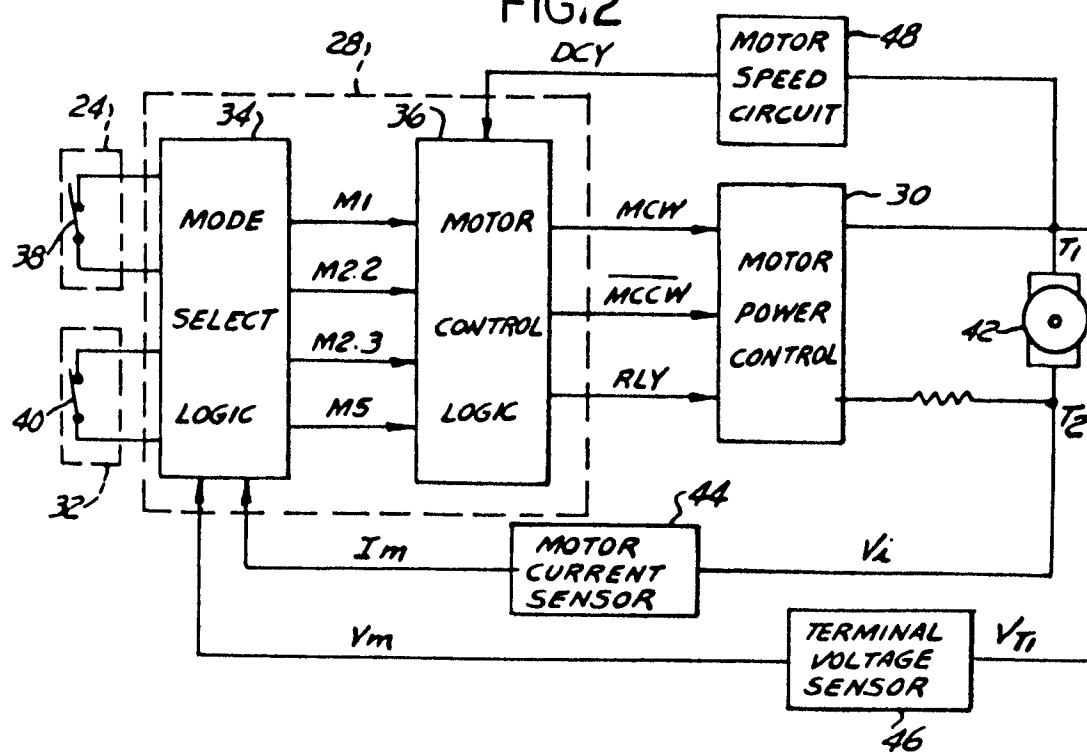 FIG.2
28
DCY
MOTOR
SPEED
CIRCUIT
48
24
34
36
MODE
SELECT
LOGIC
M1
M2.2
M2.3
M5
MOTOR
CONTROL
LOGIC
MCW
MCCW
RLY
30
MOTOR
POWER
CONTROL
T1
42
T2
38
40
32
44
Im
MOTOR
CURRENT
SENSOR
Vi
Vm
TERMINAL
VOLTAGE
SENSOR
VT1
46